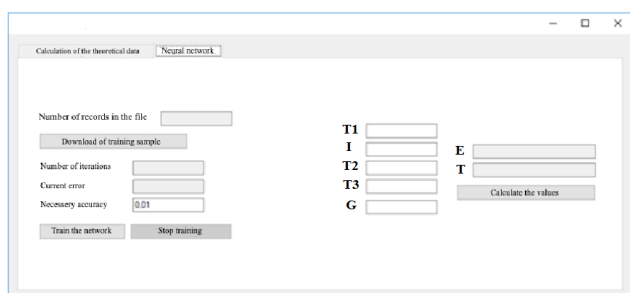 Calculation of the theoretical data
Neural network
Number of records in the file
Download of training sample
Number of iterations
Current error
Necessery accuracy
0.01
Train the network
Stop training
T1
I
T2
T3
G
E
T
Calculate the values